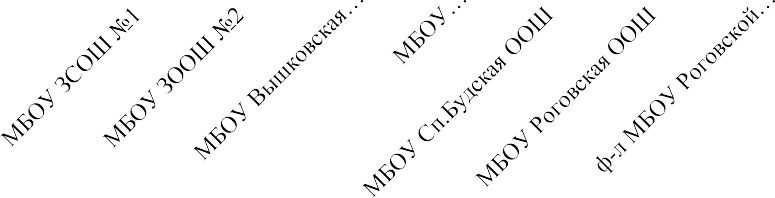 МБОУ ЗСОШ №1
МБОУ ЗООШ №2
МБОУ Вышковская…
МБОУ …
МБОУ Сп.Будская ООШ
МБОУ Роговская ООШ
ф-л МБОУ Роговской…